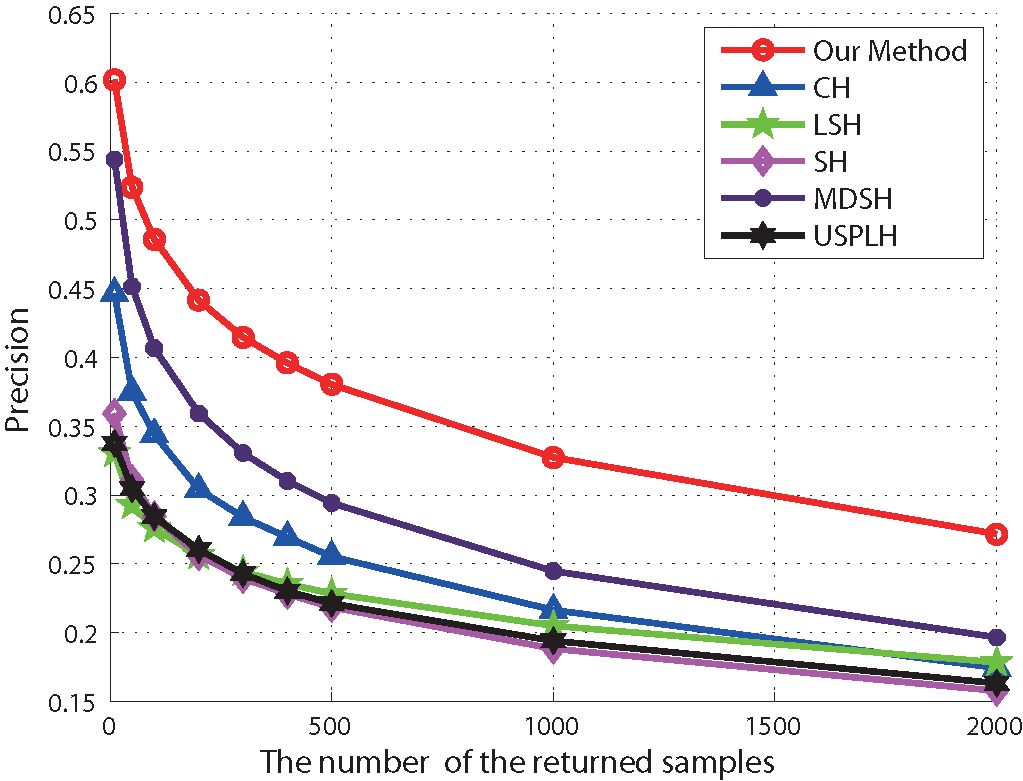 0.65
0.6
0.55
0.5
0.45
0.4
0.35
0.3
0.25
0.2
0.15
Precision
Our Method
CH
LSH
SH
MDSH
USPLH
0 500 1000 1500 2000
The number of the returned samples